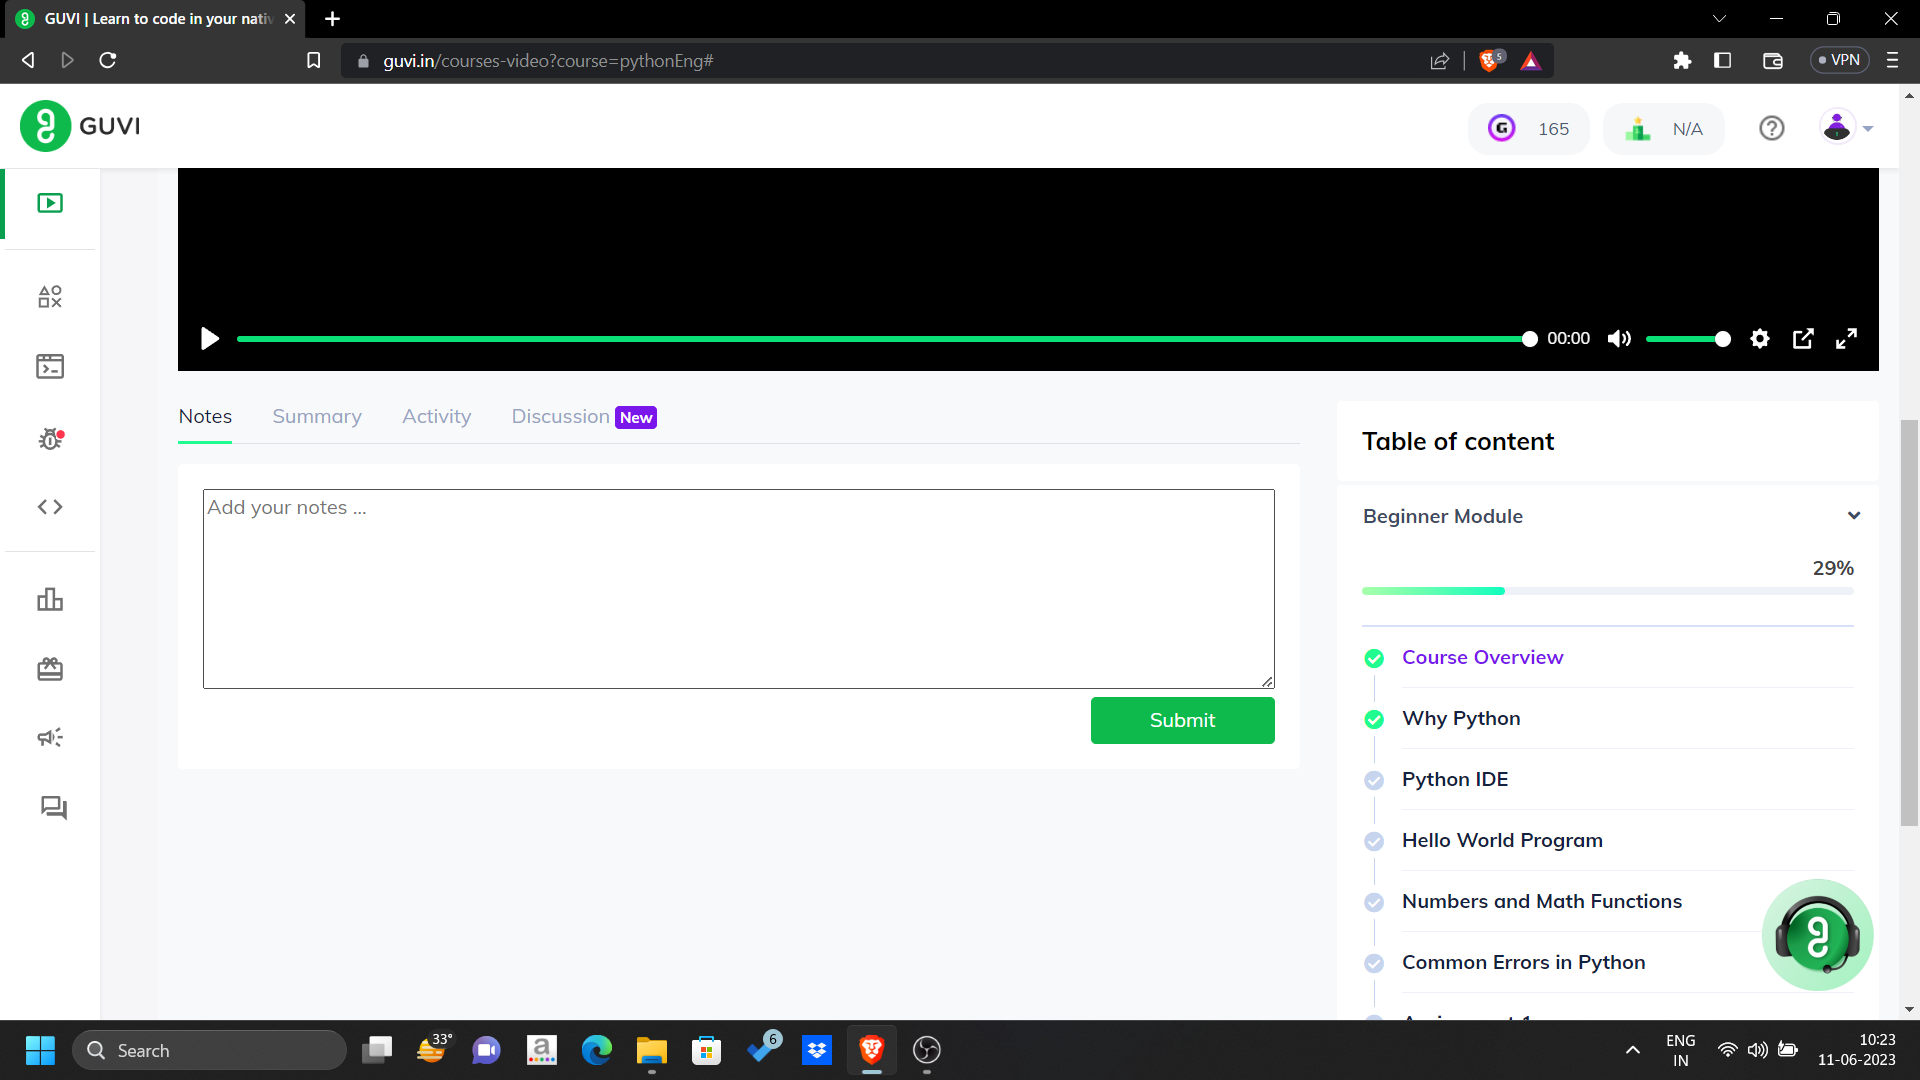 GUVI | Learn to code in your nativ
guvi.in/courses-video?course=pythonEng#
5
VPN
GUVI
G
165
N/A
00:00
Notes
Summary
Activity
Discussion New
Add your notes ...
Submit
Table of content
Beginner Module
29%
Course Overview
Why Python
Python IDE
Hello World Program
Numbers and Math Functions
Common Errors in Python
Search
33°
a
6
ENG
IN
10:23
11-06-2023